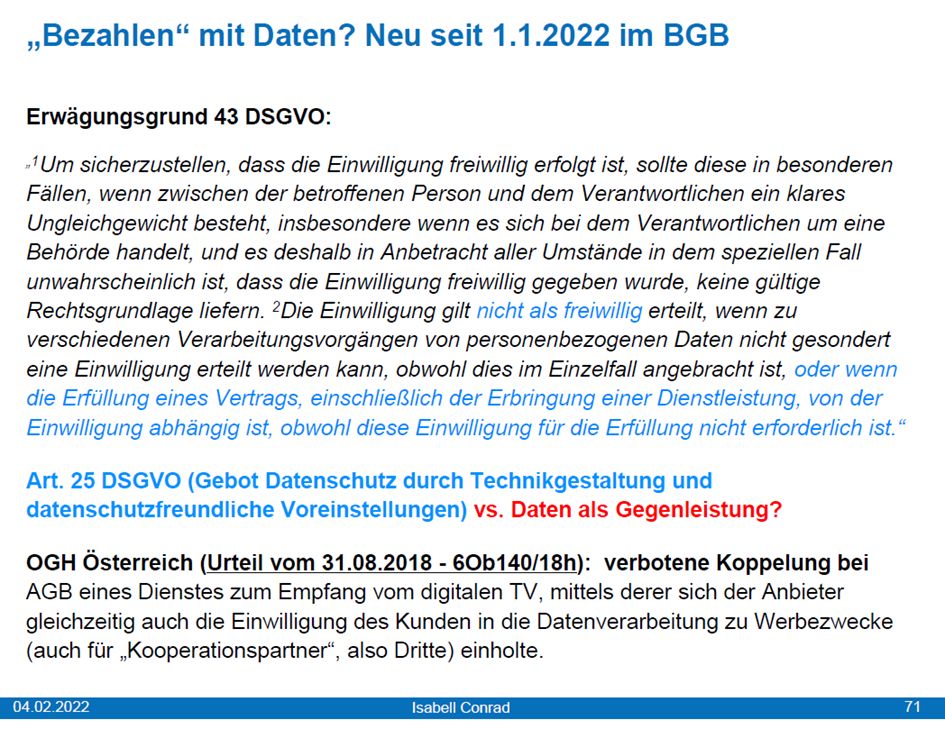 „Bezahlen“ mit Daten? Neu seit 1.1.2022 im BGB
Erwägungsgrund 43 DSGVO:
„1Um sicherzustellen, dass die Einwilligung freiwillig erfolgt ist, sollte diese in besonderen
Fällen, wenn zwischen der betroffenen Person und dem Verantwortlichen ein klares
Ungleichgewicht besteht, insbesondere wenn es sich bei dem Verantwortlichen um eine
Behörde handelt, und es deshalb in Anbetracht aller Umstände in dem speziellen Fall
unwahrscheinlich ist, dass die Einwilligung freiwillig gegeben wurde, keine gültige
Rechtsgrundlage liefern. 2Die Einwilligung gilt nicht als freiwillig erteilt, wenn zu
verschiedenen Verarbeitungsvorgängen von personenbezogenen Daten nicht gesondert
eine Einwilligung erteilt werden kann, obwohl dies im Einzelfall angebracht ist, oder wenn
die Erfüllung eines Vertrags, einschließlich der Erbringung einer Dienstleistung, von der
Einwilligung abhängig ist, obwohl diese Einwilligung für die Erfüllung nicht erforderlich ist.“
Art. 25 DSGVO (Gebot Datenschutz durch Technikgestaltung und
datenschutzfreundliche Voreinstellungen) vs. Daten als Gegenleistung?
OGH Österreich (Urteil vom 31.08.2018 - 6Ob140/18h): verbotene Koppelung bei
AGB eines Dienstes zum Empfang vom digitalen TV, mittels derer sich der Anbieter
gleichzeitig auch die Einwilligung des Kunden in die Datenverarbeitung zu Werbezwecke
(auch für „Kooperationspartner“, also Dritte) einholte.
04.02.2022
Isabell Conrad
71